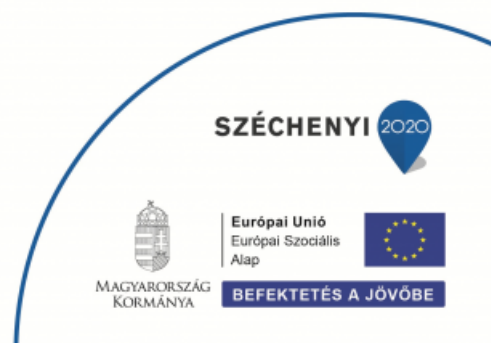 SZÉCHENYI 2020
Európai Unió
Európai Szociális
Alap
MAGYARORSZÁG
KORMÁNYA
BEFEKTETÉS A JÖVŐBE